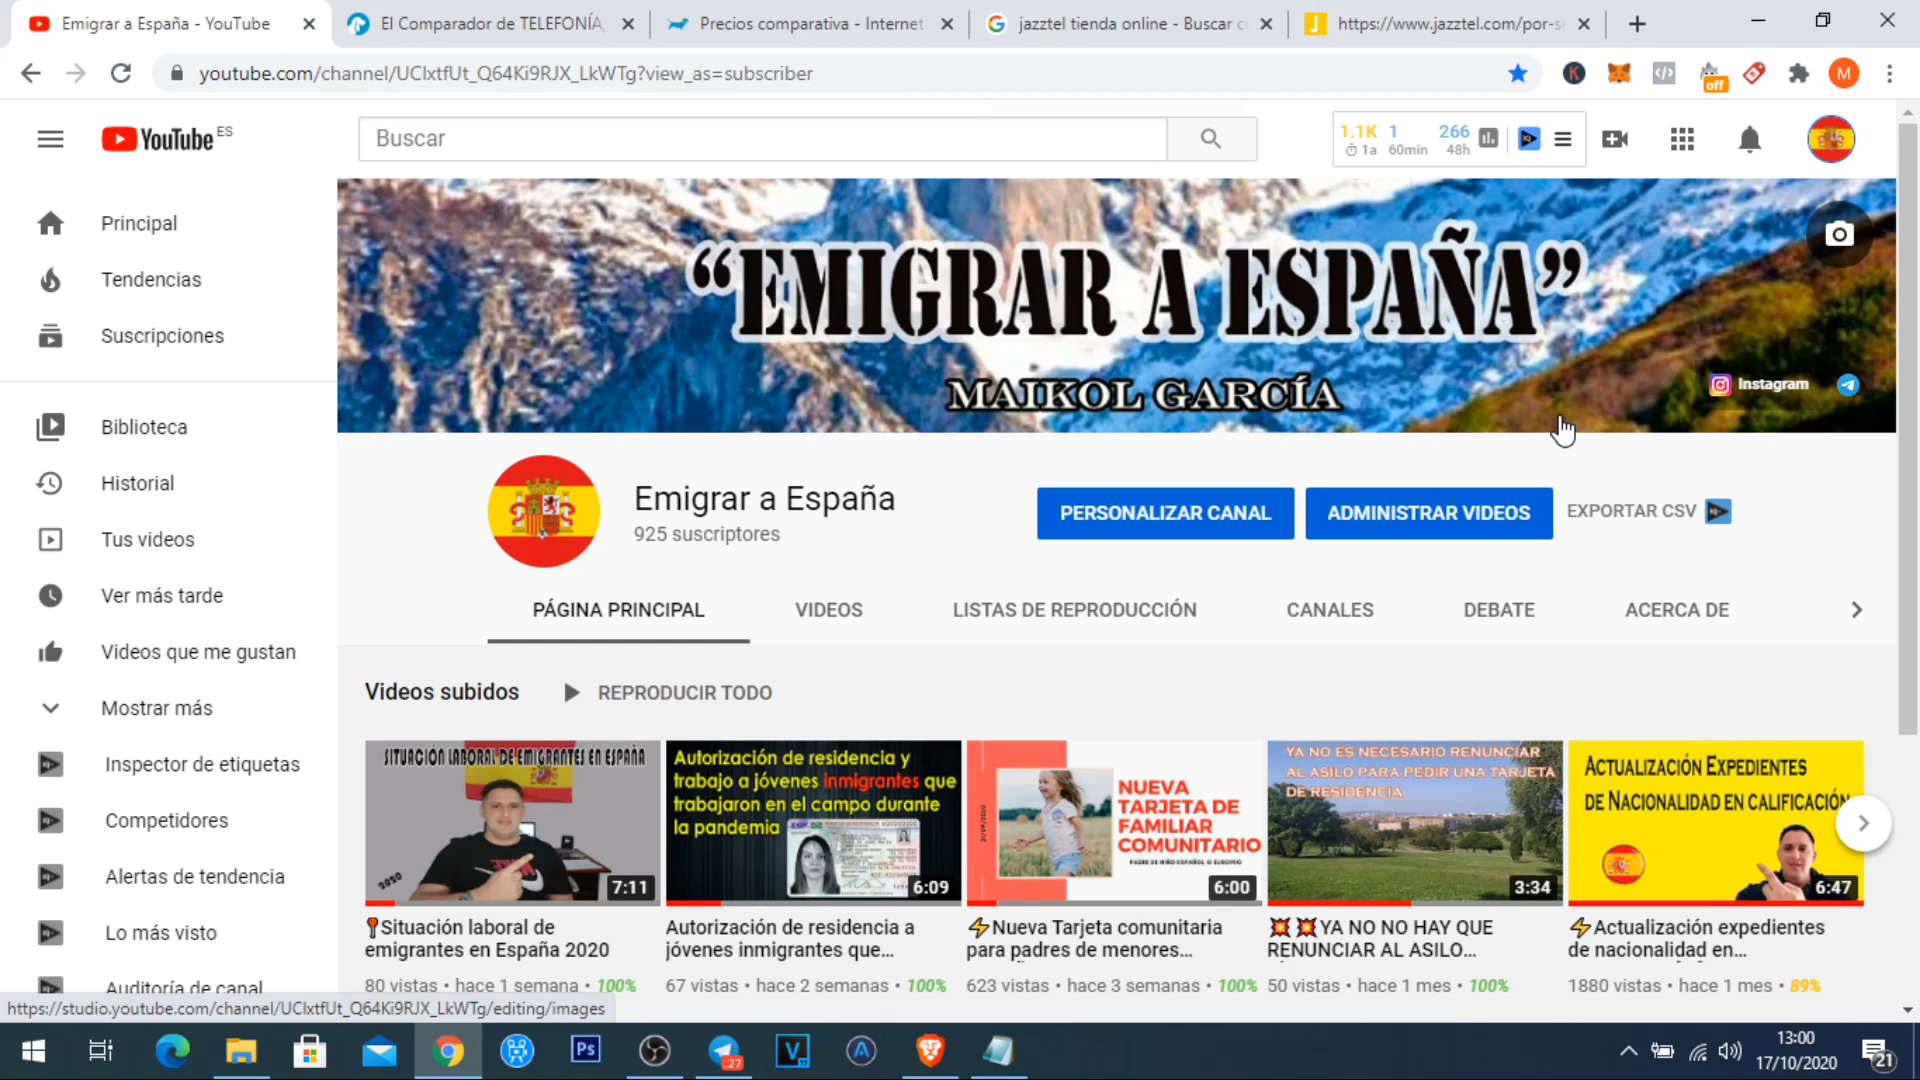 Emigrar a España - YouTube
El Comparador de TELEFONÍA,
Precios comparativa - Internet
jazztel tienda online - Buscar c
https://www.jazztel.com/por-s
youtube.com/channel/UClxtfUt_Q64Ki9RJX_LkWTg?view_as=subscriber
off
M
YouTube ES
Buscar
1.1K 1 266
1a 60min 48h
Principal
Tendencias
Suscripciones
Biblioteca
Historial
Tus videos
Ver más tarde
Videos que me gustan
Mostrar más
Inspector de etiquetas
Competidores
Alertas de tendencia
Lo más visto
Auditoría de canal
“EMIGRAR A ESPAÑA”
MAIKOL GARCÍA
Instagram
Emigrar a España
925 suscriptores
PERSONALIZAR CANAL
ADMINISTRAR VIDEOS
EXPORTAR CSV
PÁGINA PRINCIPAL
VIDEOS
LISTAS DE REPRODUCCIÓN
CANALES
DEBATE
ACERCA DE
Videos subidos
REPRODUCIR TODO
SITUACIÓN LABORAL DE EMIGRANTES EN ESPAÑA
2020
7:11
Situación laboral de
emigrantes en España 2020
80 vistas • hace 1 semana • 100%
Autorización de residencia y
trabajo a jóvenes inmigrantes que
trabajaron en el campo durante
la pandemia
6:09
Autorización de residencia a
jóvenes inmigrantes que...
67 vistas • hace 2 semanas • 100%
NUEVA
TARJETA DE
FAMILIAR
COMUNITARIO
PADRE DE NIÑO ESPAÑOL O EUROPEO
6:00
Nueva Tarjeta comunitaria
para padres de menores...
623 vistas • hace 3 semanas • 100%
YA NO ES NECESARIO RENUNCIAR
AL ASILO PARA PEDIR UNA TARJETA
DE RESIDENCIA
3:34
YA NO NO HAY QUE
RENUNCIAR AL ASILO...
50 vistas • hace 1 mes • 100%
ACTUALIZACIÓN EXPEDIENTES
DE NACIONALIDAD EN CALIFICACIÓN
6:47
Actualización expedientes
de nacionalidad en...
1880 vistas • hace 1 mes • 89%
https://studio.youtube.com/channel/UClxtfUt_Q64Ki9RJX_LkWTg/editing/images
Ps
27
V
13:00
17/10/2020
21